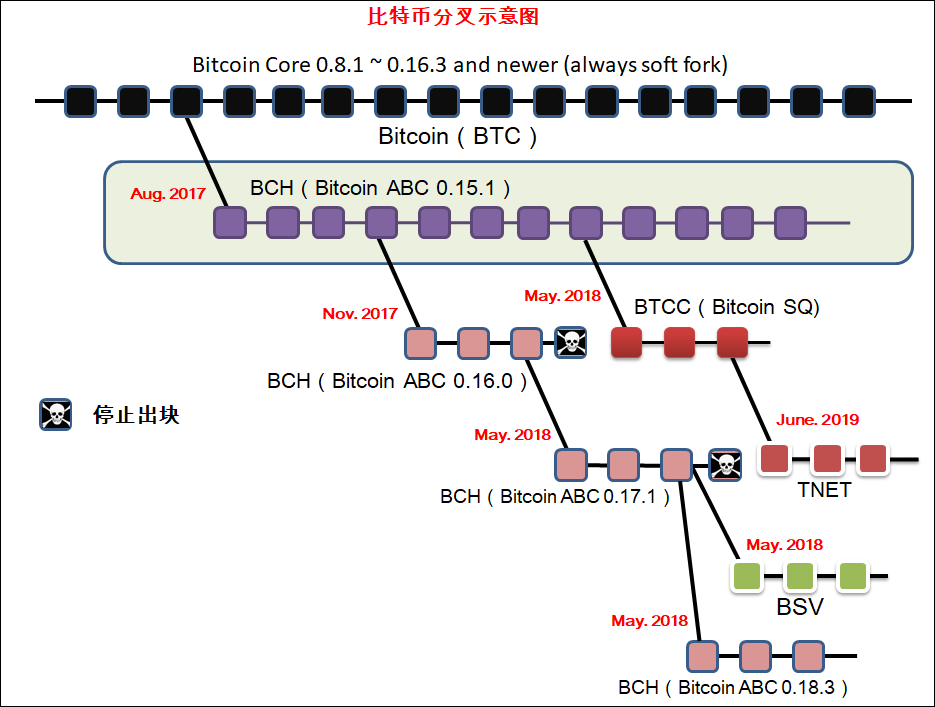 比特币分叉示意图
Bitcoin Core 0.8.1 ~ 0.16.3 and newer (always soft fork)
Bitcoin（BTC）
Aug. 2017
BCH（Bitcoin ABC 0.15.1）
Nov. 2017
May. 2018
BTCC（Bitcoin SQ)
BCH（Bitcoin ABC 0.16.0）
停止出块
May. 2018
June. 2019
BCH（Bitcoin ABC 0.17.1）
TNET
May. 2018
BSV
May. 2018
BCH（Bitcoin ABC 0.18.3）